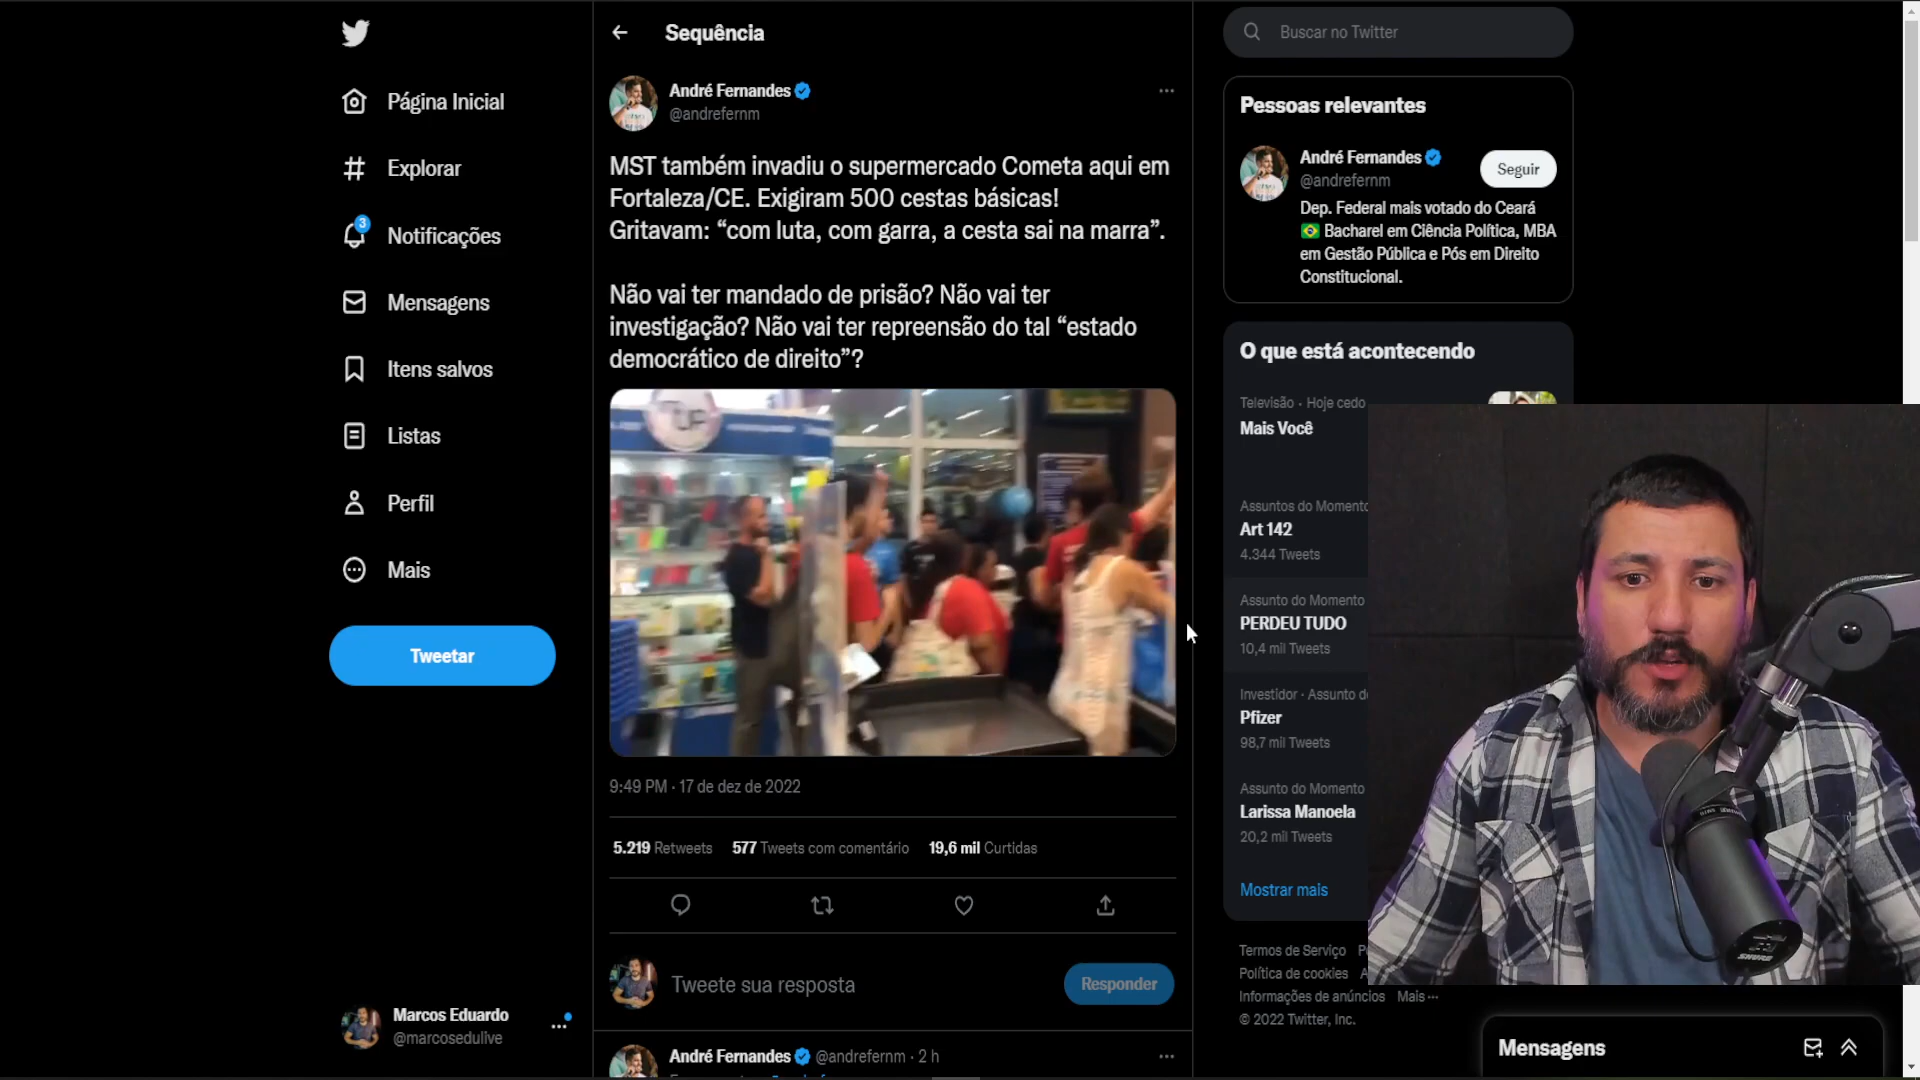 Página Inicial
Explorar
3
Notificações
Mensagens
Itens salvos
Listas
Perfil
Mais
Tweetar
Marcos Eduardo
@marcosedulive
Sequência
André Fernandes
@andrefernm
MST também invadiu o supermercado Cometa aqui em
Fortaleza/CE. Exigiram 500 cestas básicas!
Gritavam: “com luta, com garra, a cesta sai na marra”.
Não vai ter mandado de prisão? Não vai ter
investigação? Não vai ter repreensão do tal “estado
democrático de direito”?
9:49 PM · 17 de dez de 2022
5.219 Retweets 577 Tweets com comentário 19,6 mil Curtidas
Tweete sua resposta
Responder
André Fernandes @andrefernm · 2 h
Buscar no Twitter
Pessoas relevantes
André Fernandes
@andrefernm
Seguir
Dep. Federal mais votado do Ceará
Bacharel em Ciência Política, MBA
em Gestão Pública e Pós em Direito
Constitucional.
O que está acontecendo
Televisão · Hoje cedo
Mais Você
Assuntos do Momento
Art 142
4.344 Tweets
Assunto do Momento
PERDEU TUDO
10,4 mil Tweets
Investidor · Assunto d
Pfizer
98,7 mil Tweets
Assunto do Momento
Larissa Manoela
20,2 mil Tweets
Mostrar mais
Termos de Serviço
Política de cookies
Informações de anúncios Mais
© 2022 Twitter, Inc.
SHURE
Mensagens